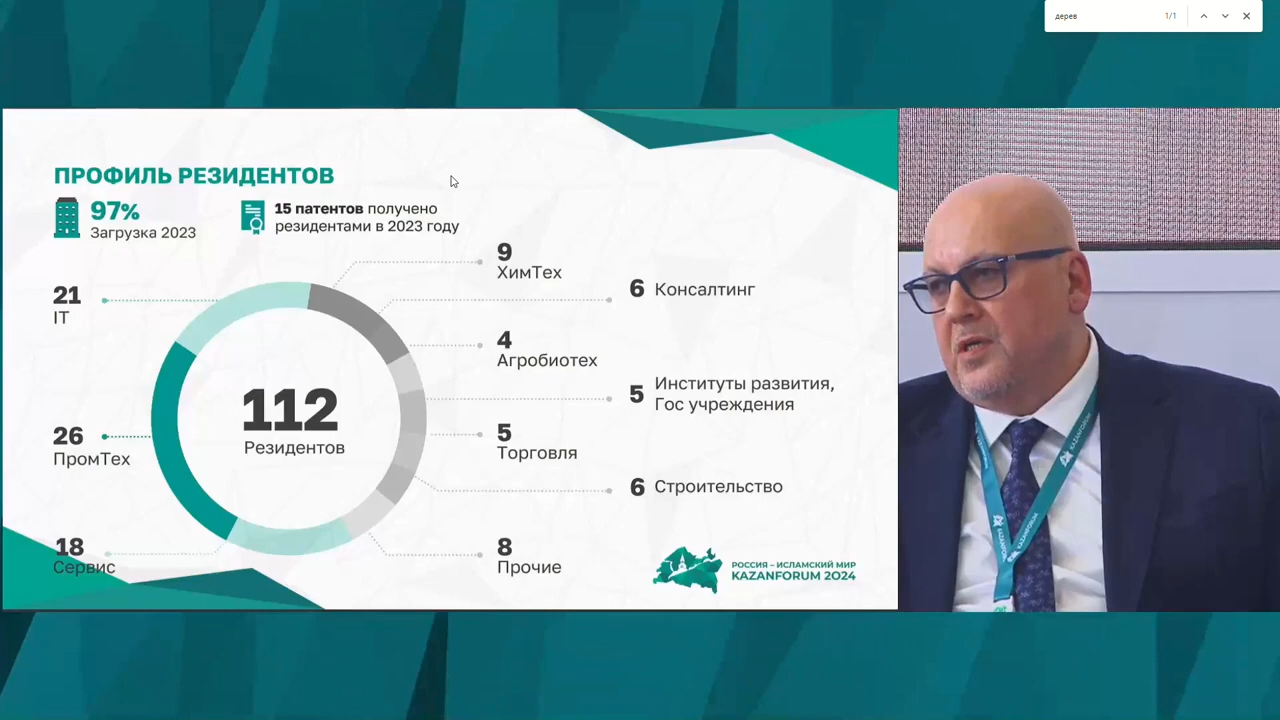 дерев
1/1
ПРОФИЛЬ РЕЗИДЕНТОВ
97%
Загрузка 2023
15 патентов получено
резидентами в 2023 году
9
ХимТех
21
IT
6 Консалтинг
4
Агробиотех
5 Институты развития,
Гос учреждения
112
Резидентов
26
ПромТех
5
Торговля
6 Строительство
18
Сервис
8
Прочие
РОССИЯ – ИСЛАМСКИЙ МИР
KAZANFORUM 2024
KAZANFORUM
KAZANFORUM